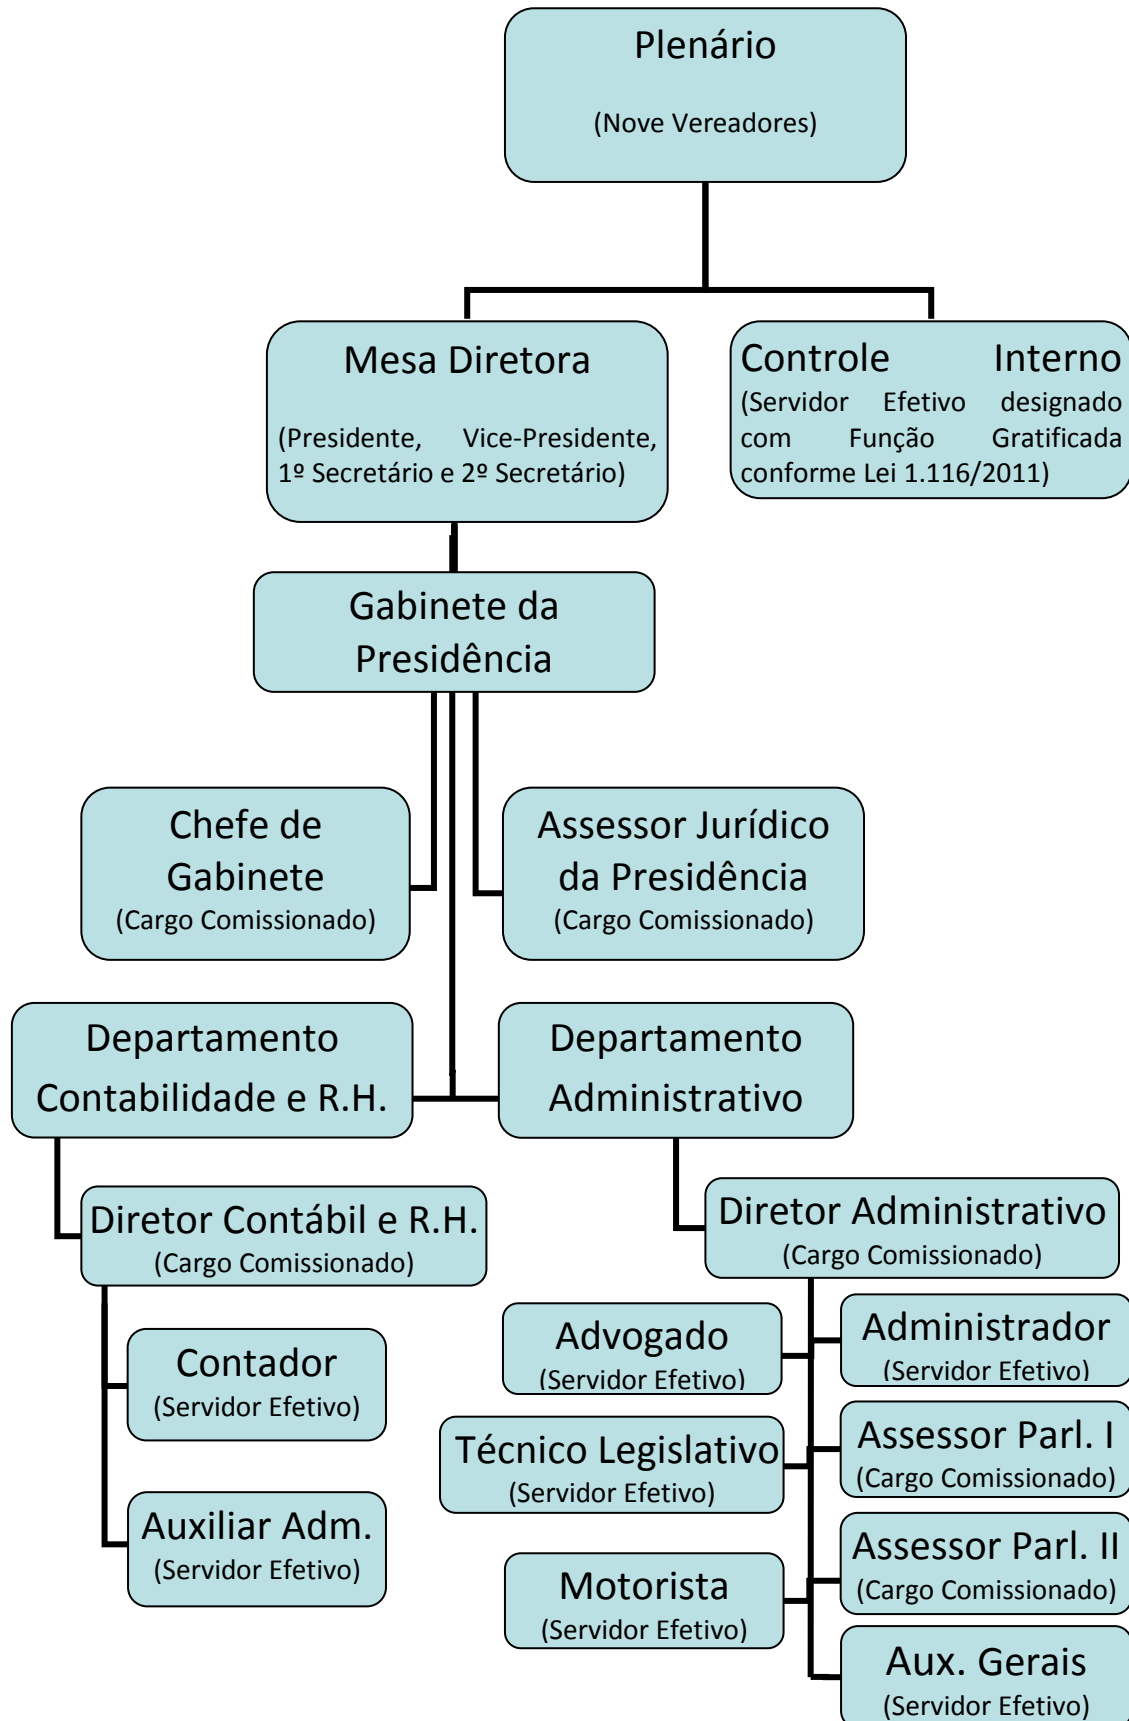 Plenário
(Nove Vereadores)
Mesa Diretora
(Presidente, Vice-Presidente,
1º Secretário e 2º Secretário)
Controle Interno
(Servidor Efetivo designado
com Função Gratificada
conforme Lei 1.116/2011)
Gabinete da
Presidência
Chefe de
Gabinete
(Cargo Comissionado)
Assessor Jurídico
da Presidência
(Cargo Comissionado)
Departamento
Contabilidade e R.H.
Departamento
Administrativo
Diretor Contábil e R.H.
(Cargo Comissionado)
Contador
(Servidor Efetivo)
Auxiliar Adm.
(Servidor Efetivo)
Diretor Administrativo
(Cargo Comissionado)
Advogado
(Servidor Efetivo)
Administrador
(Servidor Efetivo)
Técnico Legislativo
(Servidor Efetivo)
Assessor Parl. I
(Cargo Comissionado)
Assessor Parl. II
(Cargo Comissionado)
Motorista
(Servidor Efetivo)
Aux. Gerais
(Servidor Efetivo)